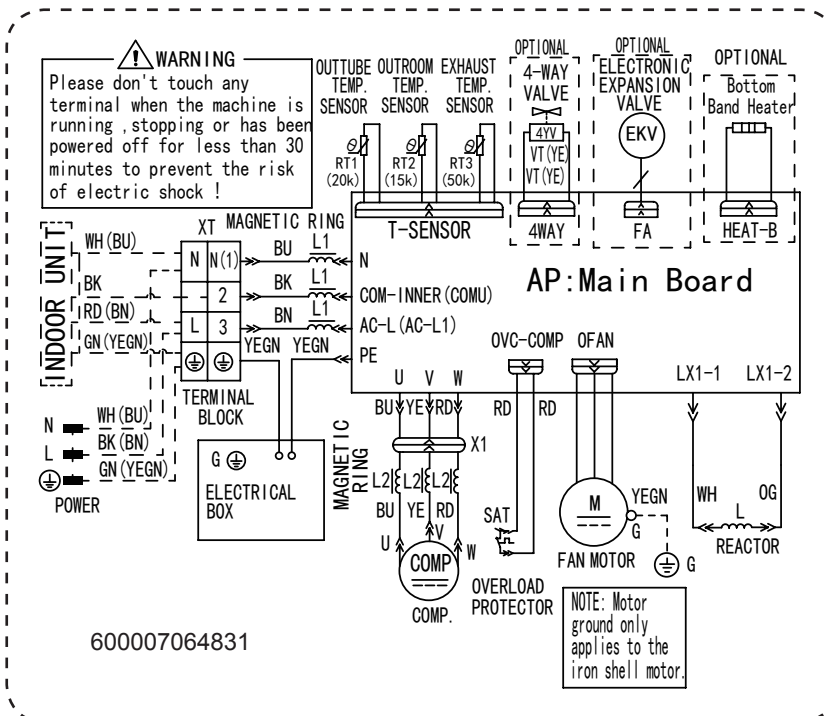 WARNING
Please don't touch any
terminal when the machine is
running ,stopping or has been
powered off for less than 30
minutes to prevent the risk
of electric shock !
OUTTUBE
TEMP.
SENSOR
OUTROOM
TEMP.
SENSOR
EXHAUST
TEMP.
SENSOR
θ
RT1
(20k)
θ
RT2
(15k)
θ
RT3
(50k)
T-SENSOR
OPTIONAL
4-WAY
VALVE
4YV
VT(YE)
VT(YE)
4WAY
OPTIONAL
ELECTRONIC
EXPANSION
VALVE
EKV
FA
OPTIONAL
Bottom
Band Heater
HEAT-B
AP:Main Board
INDOOR UNIT
WH(BU)
BK
RD(BN)
GN(YEGN)
XT
N N(1)
2
L 3
TERMINAL
BLOCK
MAGNETIC RING
BU L1
BK L1
BN L1
YEGN YEGN
N
COM-INNER(COMU)
AC-L(AC-L1)
PE
N WH(BU)
L BK(BN)
GN(YEGN)
POWER
G
ELECTRICAL
BOX
U V W
BU YE RD
X1
MAGNETIC
RING
L2 L2 L2
BU YE RD
U V W
COMP
COMP.
OVC-COMP
RD RD
SAT
OVERLOAD
PROTECTOR
OFAN
M
YEGN
G
FAN MOTOR
G
NOTE: Motor
ground only
applies to the
iron shell motor.
LX1-1 LX1-2
WH OG
L
REACTOR
600007064831